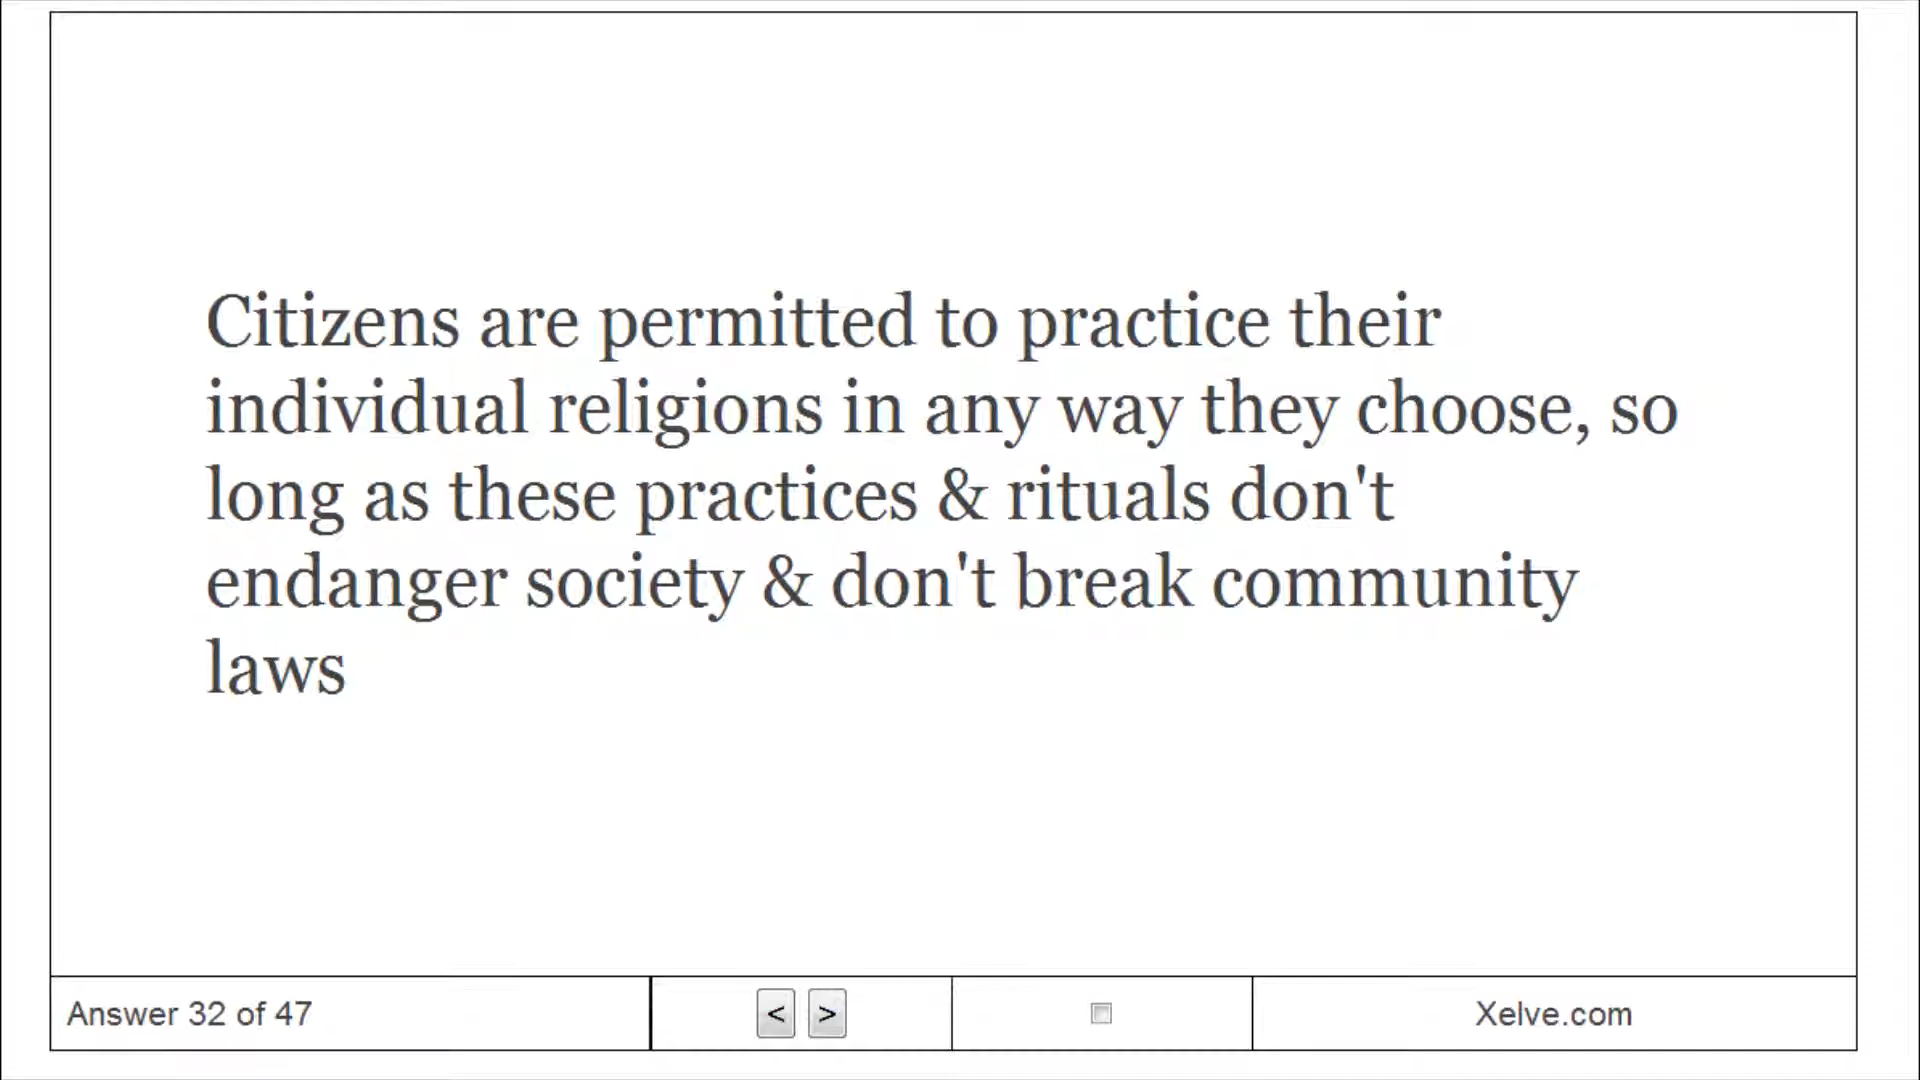 Citizens are permitted to practice their
individual religions in any way they choose, so
long as these practices & rituals don't
endanger society & don't break community
laws
Answer 32 of 47
< >
Xelve.com